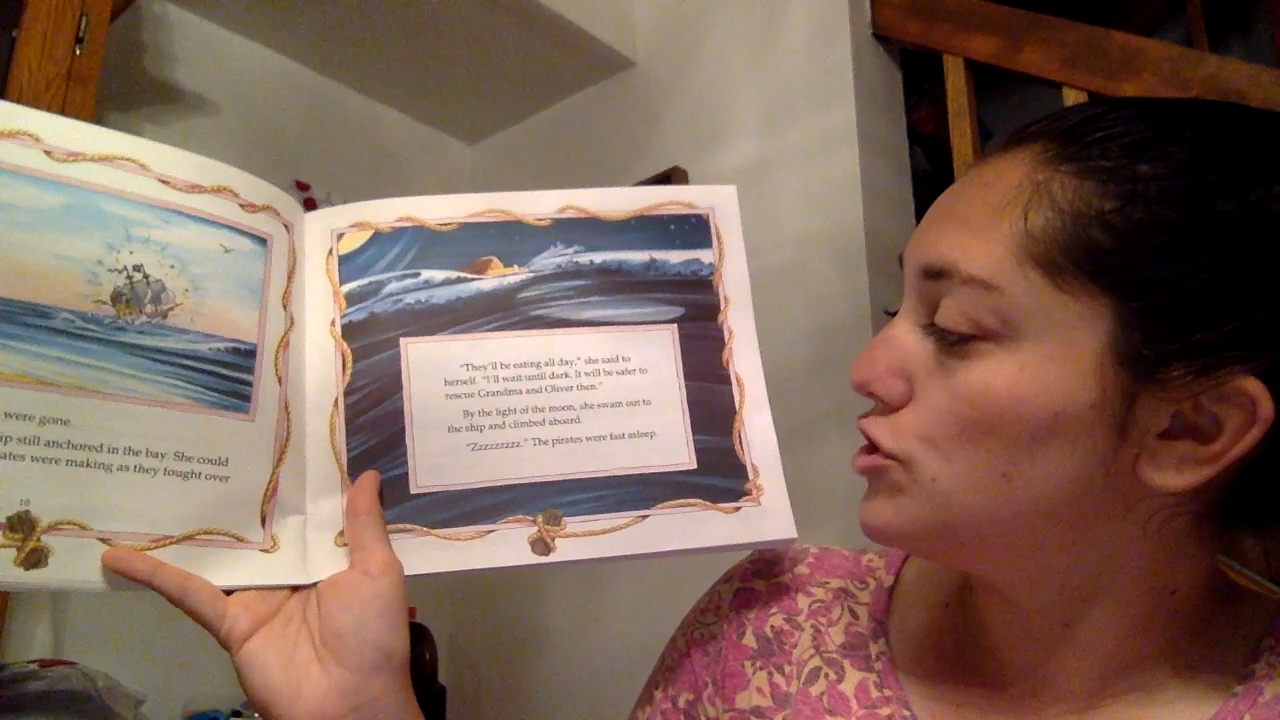 were gone.
still anchored in the bay. She could
were making as they fought over
16
"They'll be eating all day," she said to
herself. "I'll wait until dark. It will be safer to
rescue Grandma and Oliver then."
By the light of the moon, she swam out to
the ship and climbed aboard.
"Zzzzzzzzz." The pirates were fast asleep.